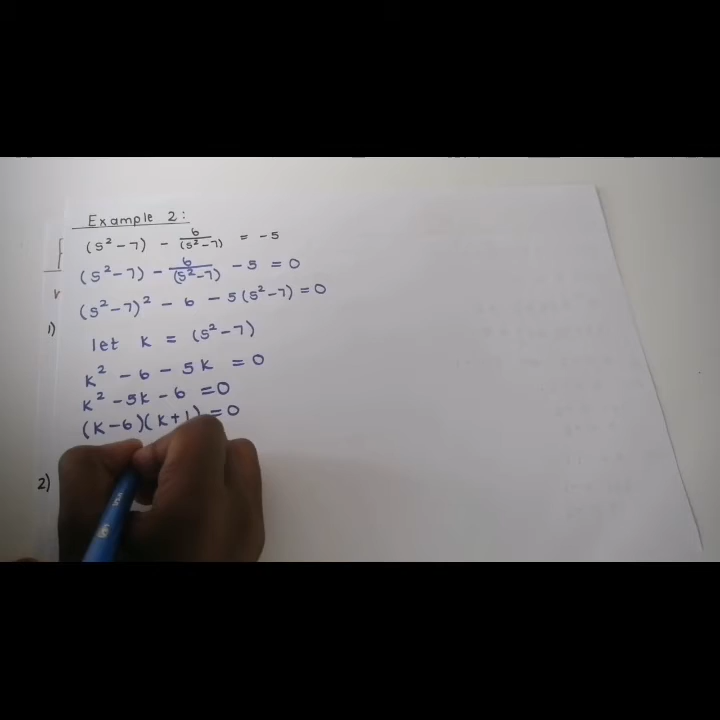 Example 2:
(s² - 7) - 6/(s² - 7) = -5
(s² - 7) - 6/(s² - 7) - 5 = 0
(s² - 7)² - 6 - 5(s² - 7) = 0
1)
let k = (s² - 7)
k² - 6 - 5k = 0
k² - 5k - 6 = 0
(k - 6)(k + 1) = 0
2)